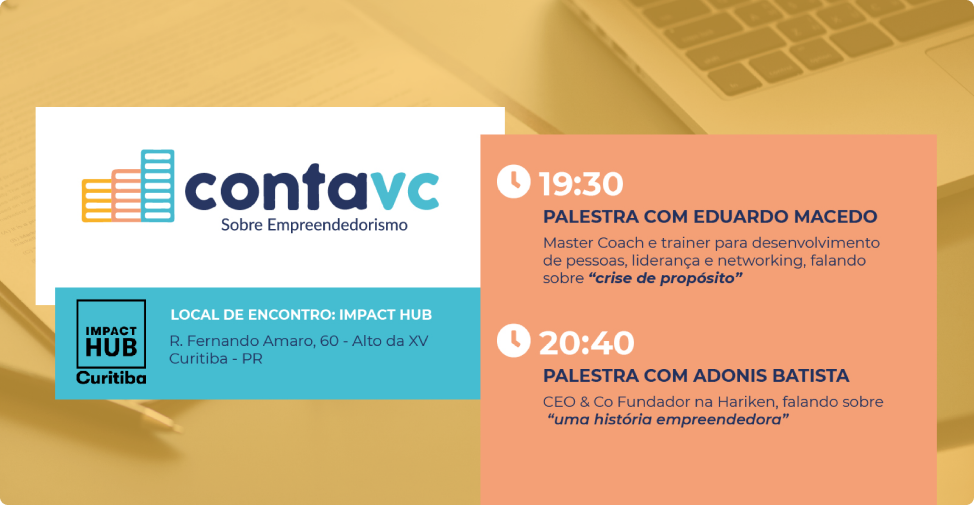 contavc
Sobre Empreendedorismo
LOCAL DE ENCONTRO: IMPACT HUB
R. Fernando Amaro, 60 - Alto da XV
Curitiba - PR
IMPACT
HUB
Curitiba
19:30
PALESTRA COM EDUARDO MACEDO
Master Coach e trainer para desenvolvimento
de pessoas, liderança e networking, falando
sobre “crise de propósito”
20:40
PALESTRA COM ADONIS BATISTA
CEO & Co Fundador na Hariken, falando sobre
“uma história empreendedora”